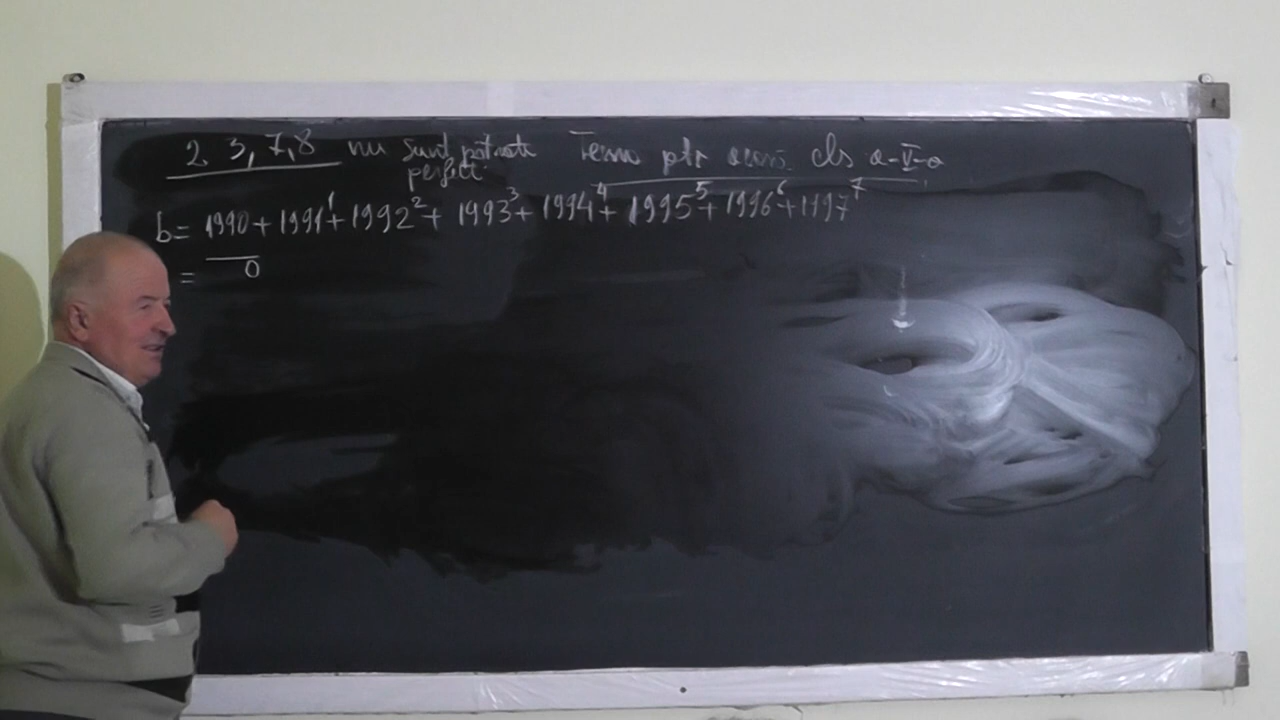 2, 3, 7, 8 nu sunt pătrate Tema ptr acasă cls a-V-a
perfecte
b= 1990 + 1991¹ + 1992² + 1993³ + 1994⁴ + 1995⁵ + 1996⁶ + 1997⁷
= 0